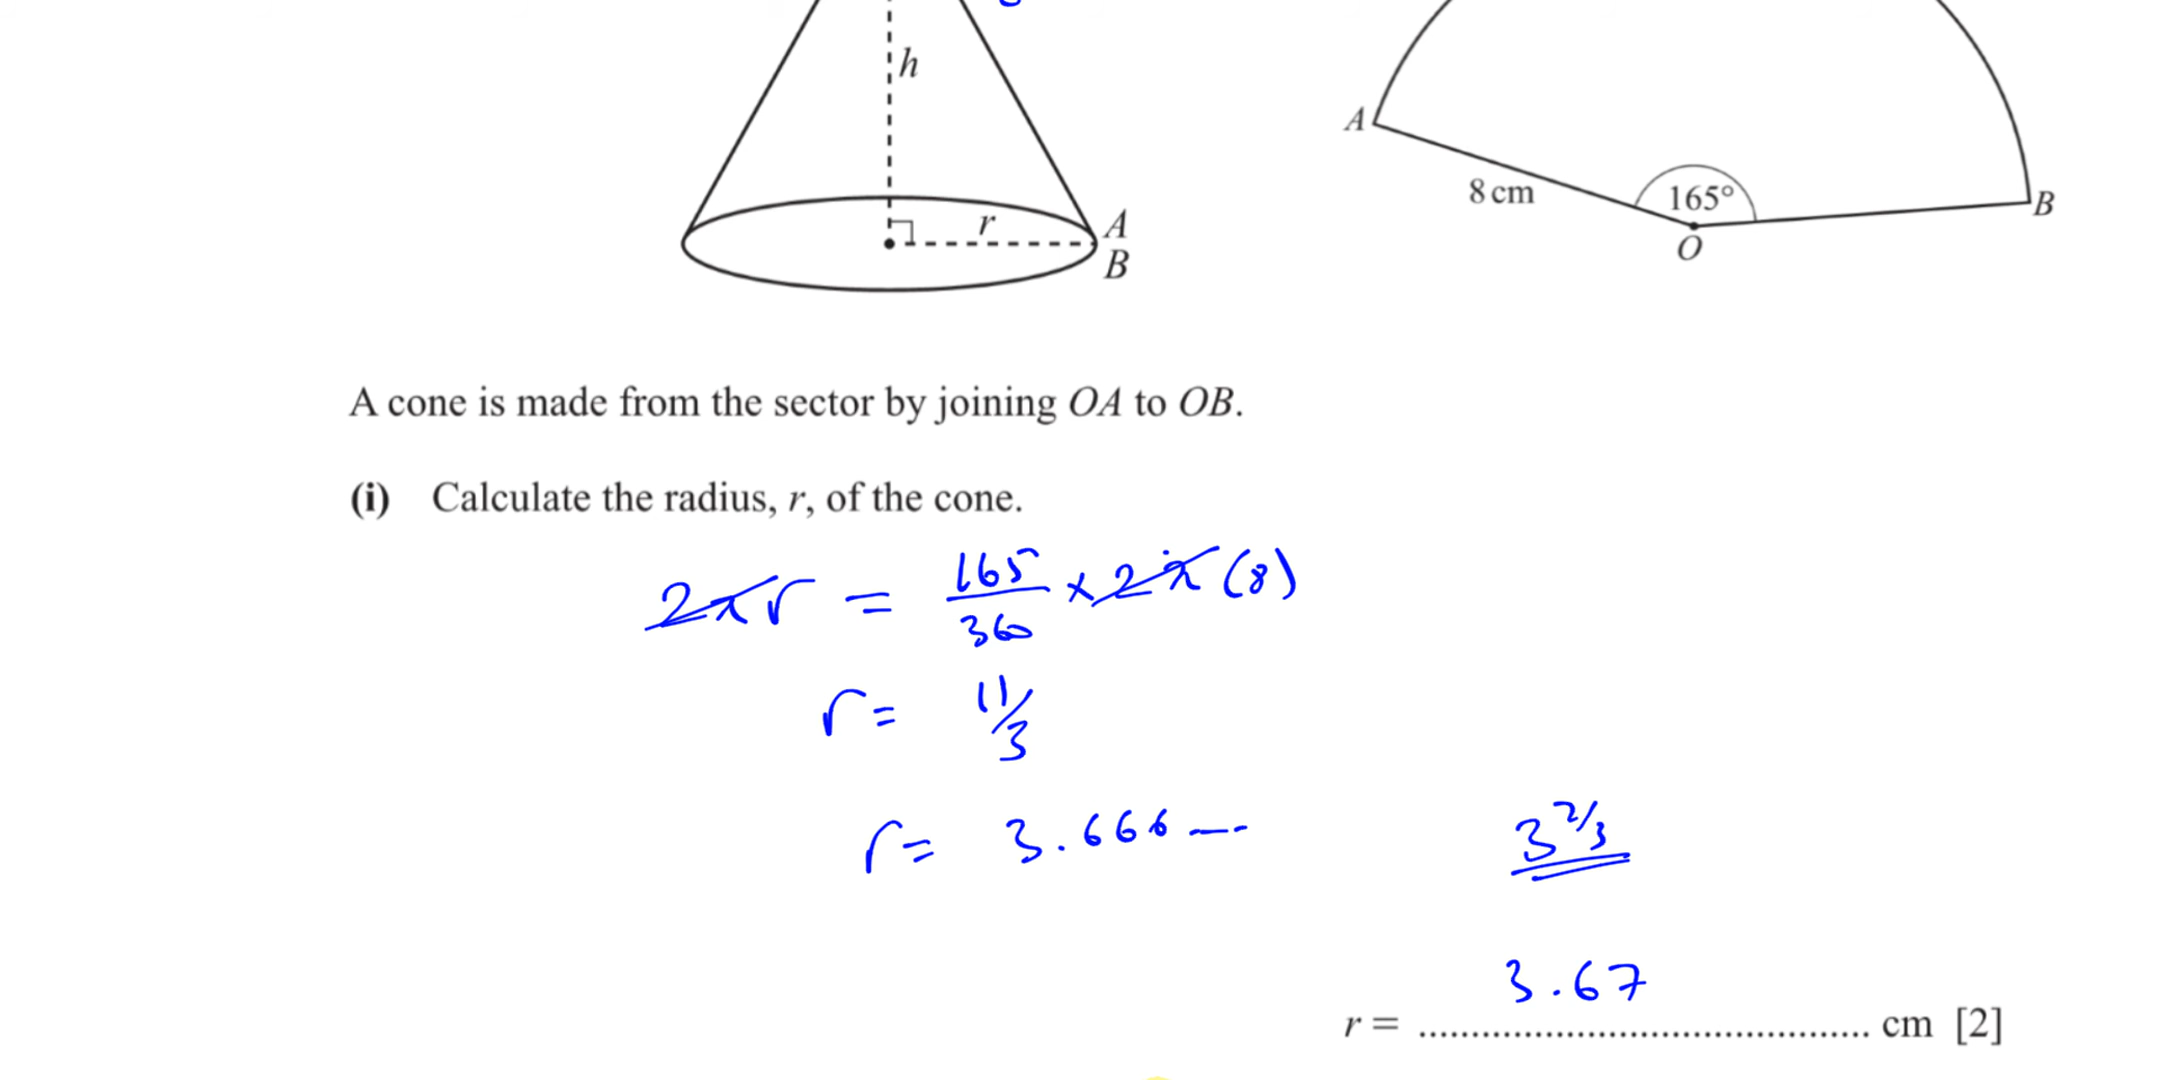 h
A
8 cm
165°
B
O
r
A
B
A cone is made from the sector by joining OA to OB.
(i) Calculate the radius, r, of the cone.
2πr = 165/360 × 2π (8)
r = 11/3
r = 3.666 ---
3 2/3
3.67
r = .......................................... cm [2]